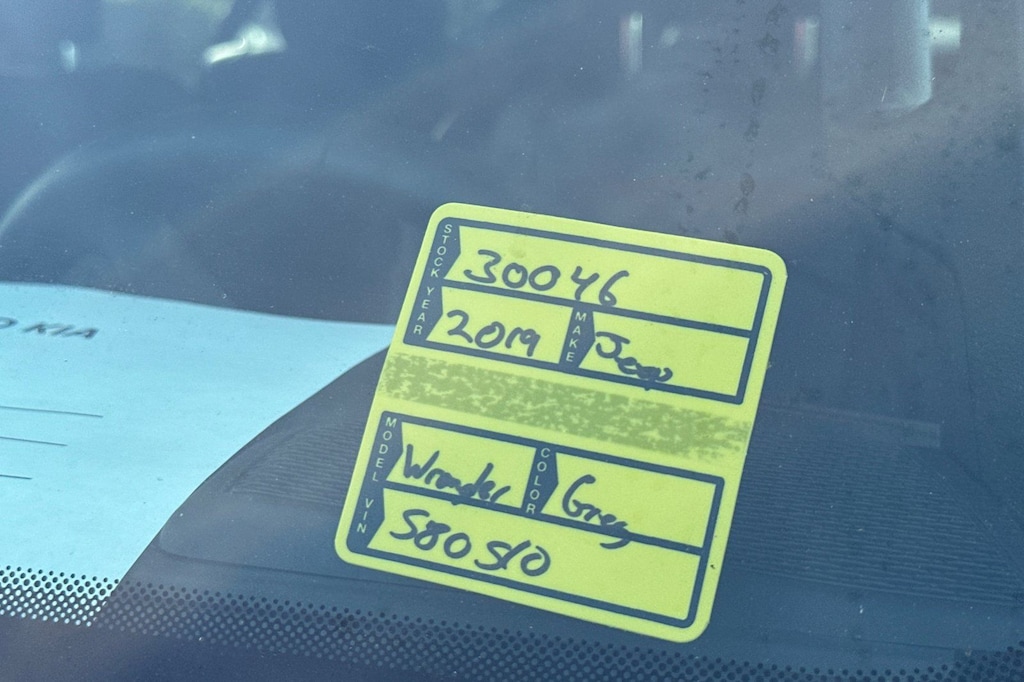 STOCK 30046
YEAR 2019 MAKE Jeep
MODEL Wrangler COLOR Grey
VIN 580510
KIA